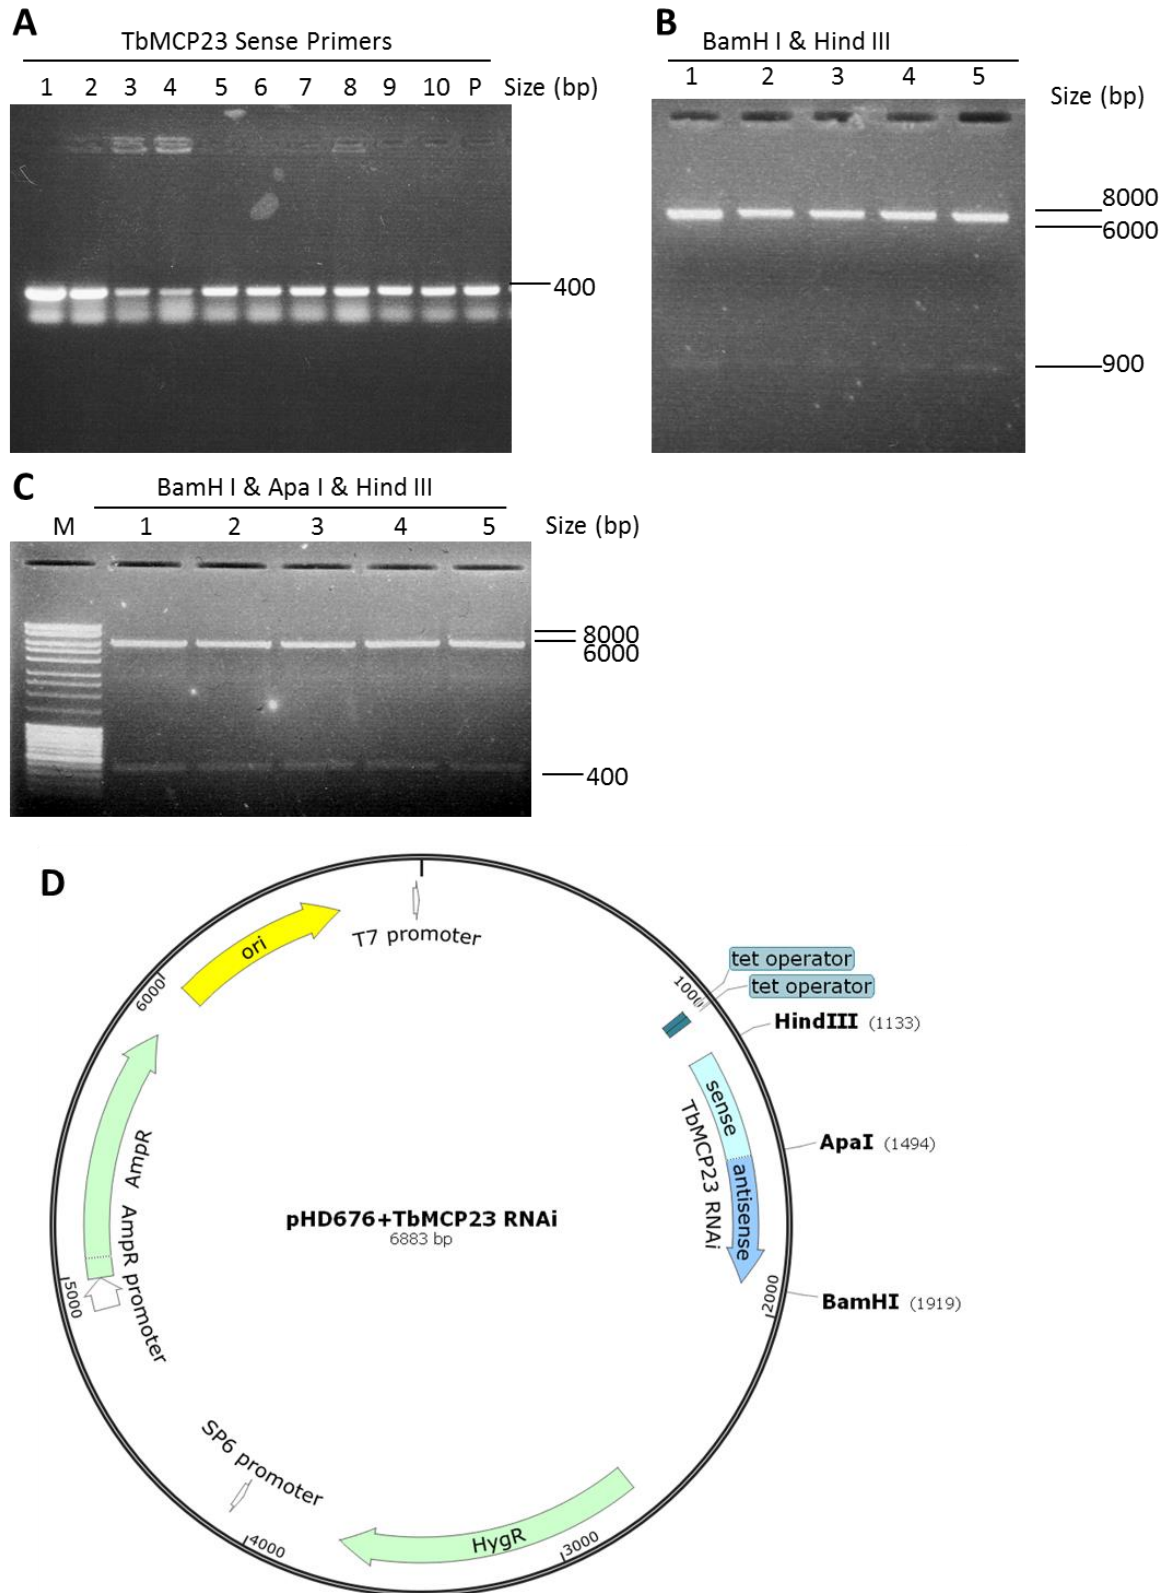 A
TbMCP23 Sense Primers
1 2 3 4 5 6 7 8 9 10 P Size (bp)
400
B
BamH I & Hind III
1 2 3 4 5
Size (bp)
8000
6000
900
C
BamH I & Apa I & Hind III
M 1 2 3 4 5 Size (bp)
8000
6000
400
D
T7 promoter
ori
tet operator
tet operator
1000
6000
HindIII (1133)
sense
TbMCP23 RNAi
ApaI (1494)
antisense
AmpR
pHD676+TbMCP23 RNAi
6883 bp
AmpR promoter
5000
2000
BamHI (1919)
SP6 promoter
HygR
3000
4000